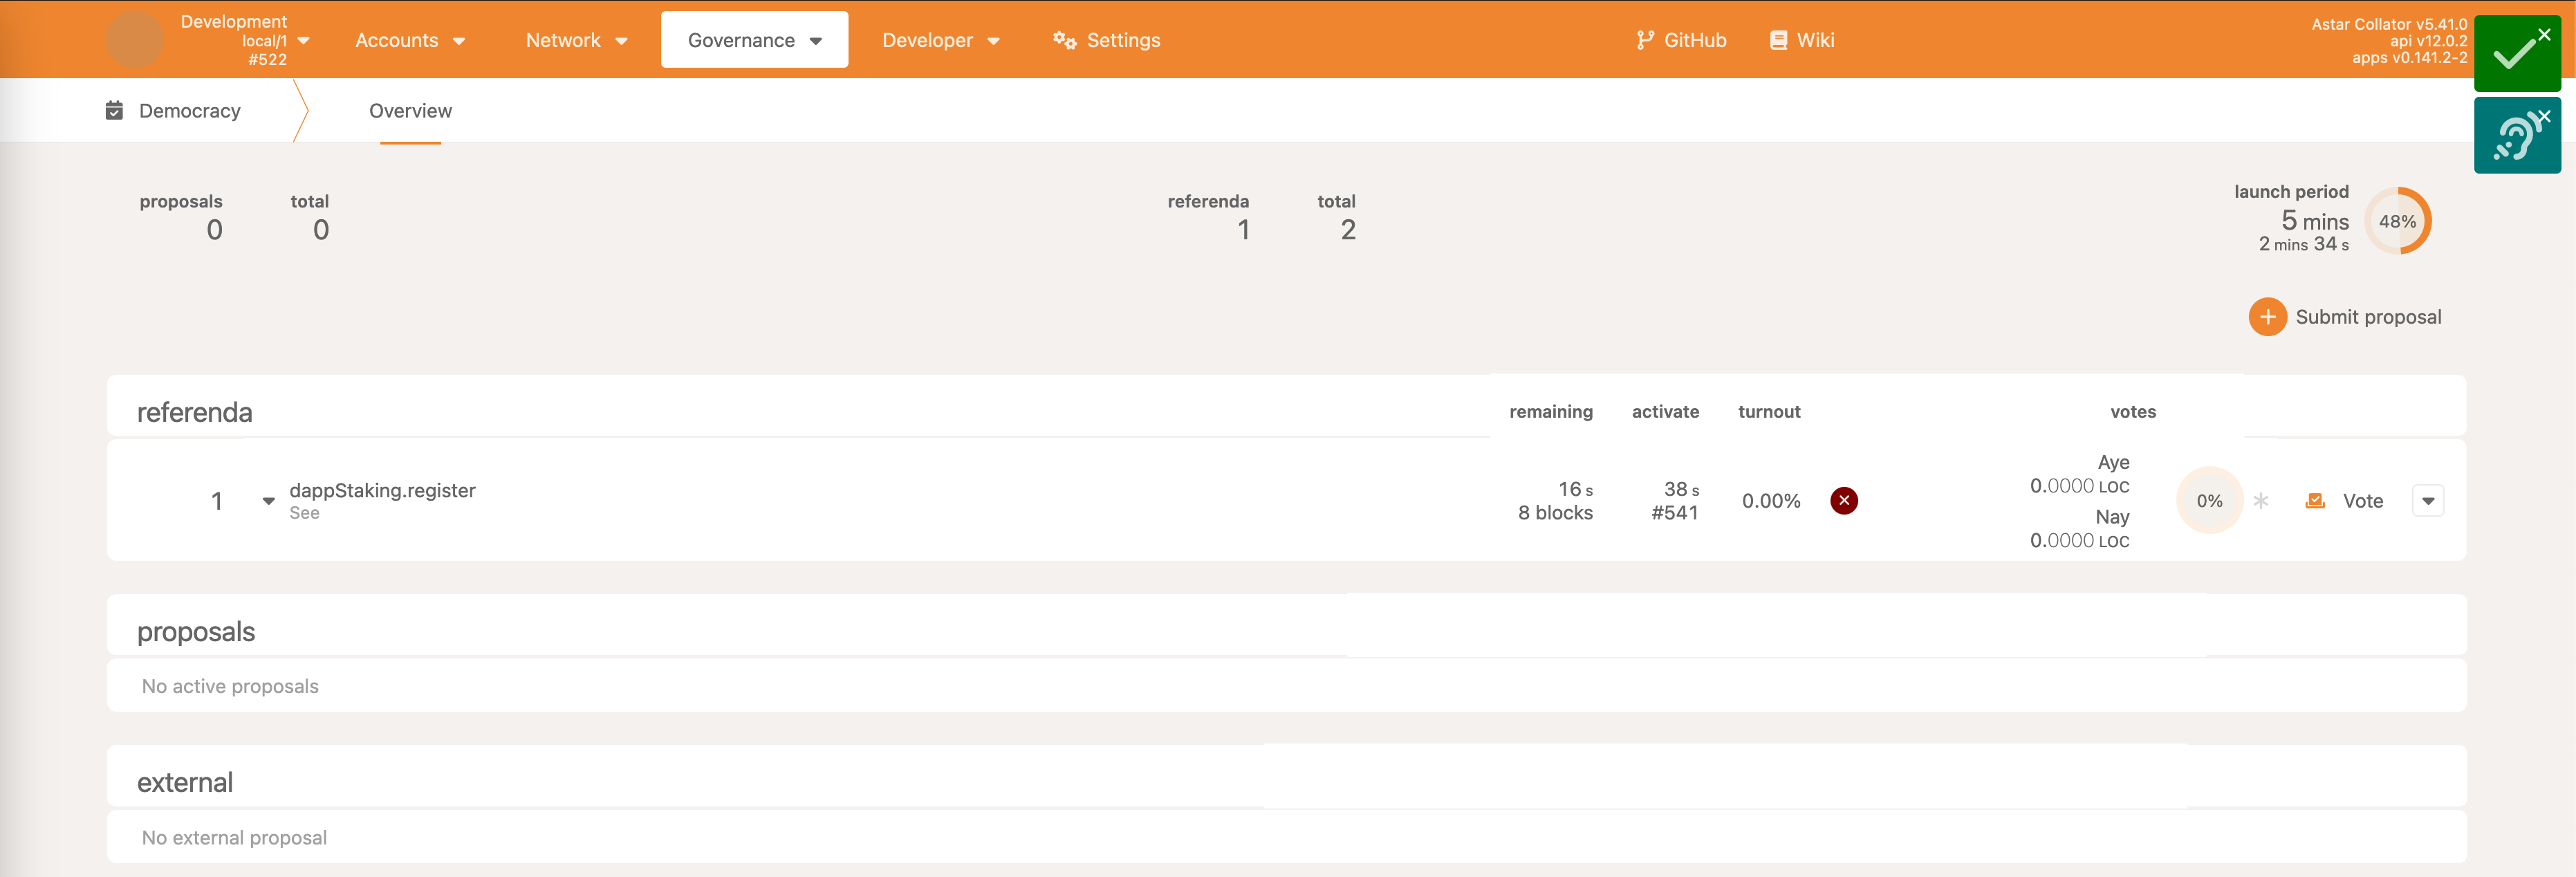 Development
local/1
#522
Accounts
Network
Governance
Developer
Settings
GitHub
Wiki
Astar Collator v5.41.0
api v12.0.2
apps v0.141.2-2
Democracy
Overview
proposals
0
total
0
referenda
1
total
2
launch period
5 mins
2 mins 34 s
48%
Submit proposal
referenda
remaining
activate
turnout
votes
1
dappStaking.register
See
16 s
8 blocks
38 s
#541
0.00%
Aye
0.0000 LOC
Nay
0.0000 LOC
0%
Vote
proposals
No active proposals
external
No external proposal